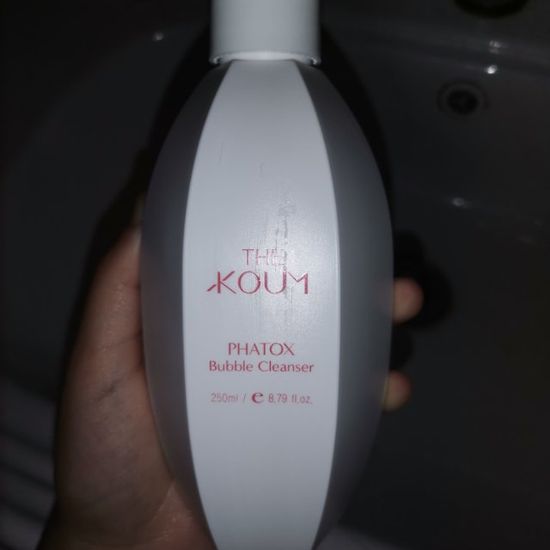 THE
KOUM
PHATOX
Bubble Cleanser
250ml / e 8.79 fl.oz.